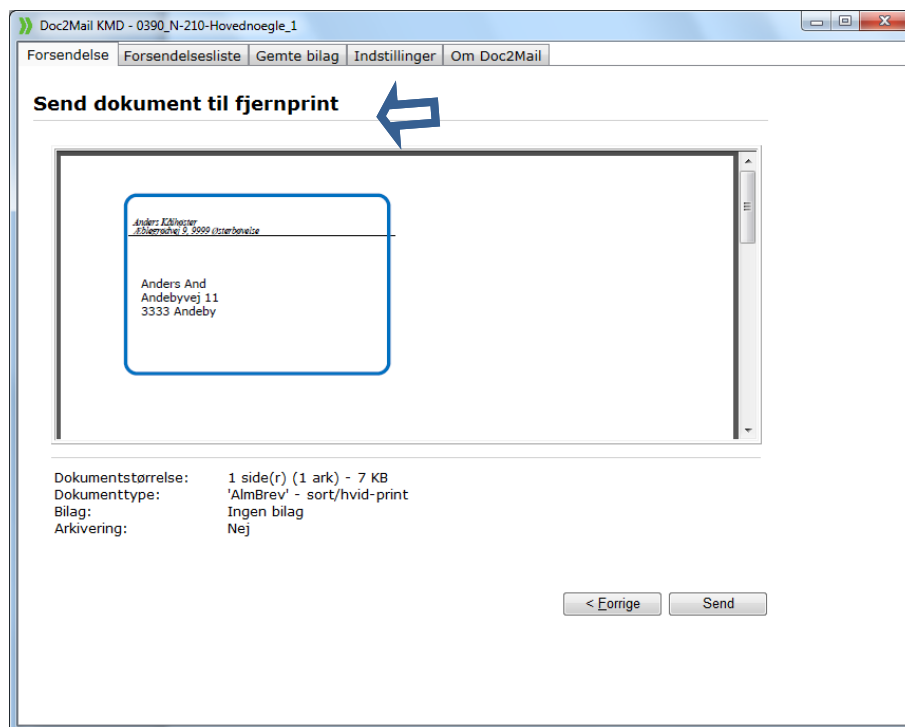 Doc2Mail KMD - 0390_N-210-Hovednoegle_1
Forsendelse Forsendelsesliste Gemte bilag Indstillinger Om Doc2Mail
Send dokument til fjernprint
Anders
9, 9999
Anders And
Andebyvej 11
3333 Andeby
Dokumentstørrelse: 1 side(r) (1 ark) - 7 KB
Dokumenttype: 'AlmBrev' - sort/hvid-print
Bilag: Ingen bilag
Arkivering: Nej
< Forrige Send